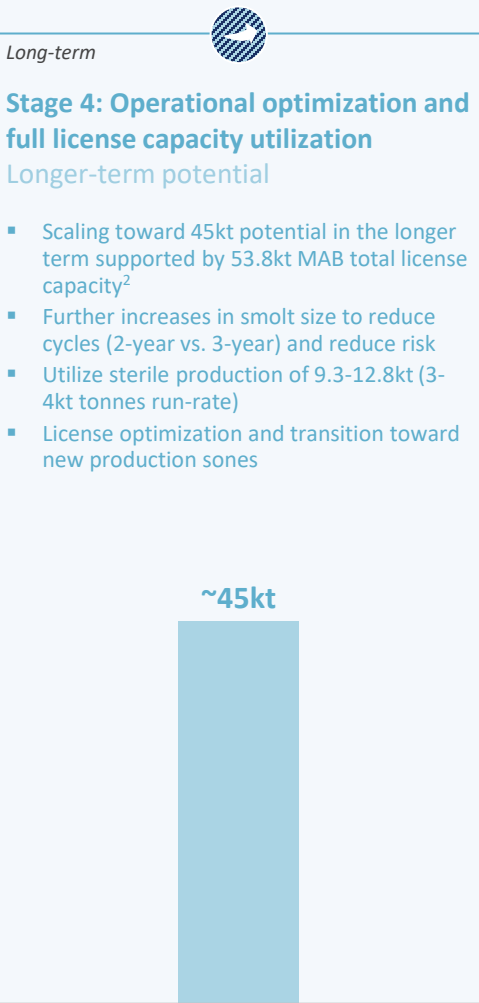 Long-term
Stage 4: Operational optimization and
full license capacity utilization
Longer-term potential
▪ Scaling toward 45kt potential in the longer
term supported by 53.8kt MAB total license
capacity²
▪ Further increases in smolt size to reduce
cycles (2-year vs. 3-year) and reduce risk
▪ Utilize sterile production of 9.3-12.8kt (3-
4kt tonnes run-rate)
▪ License optimization and transition toward
new production sones
~45kt